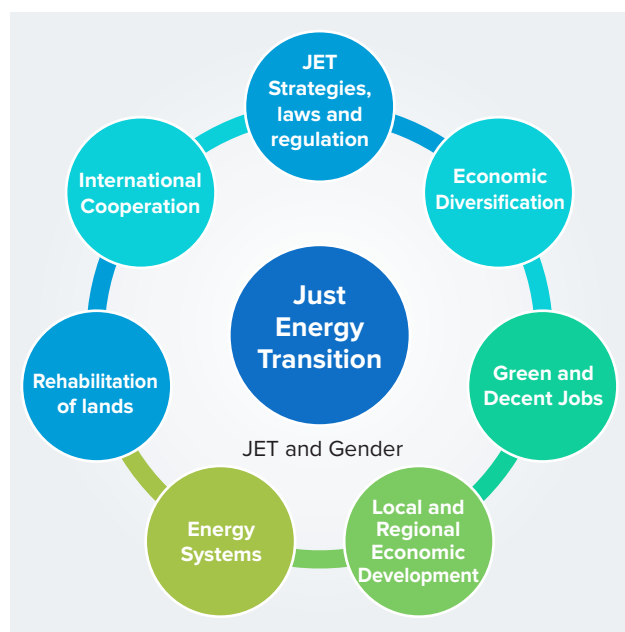 JET
Strategies,
laws and
regulation
International
Cooperation
Economic
Diversification
Just
Energy
Transition
Rehabilitation
of lands
Green and
Decent Jobs
JET and Gender
Energy
Systems
Local and
Regional
Economic
Development